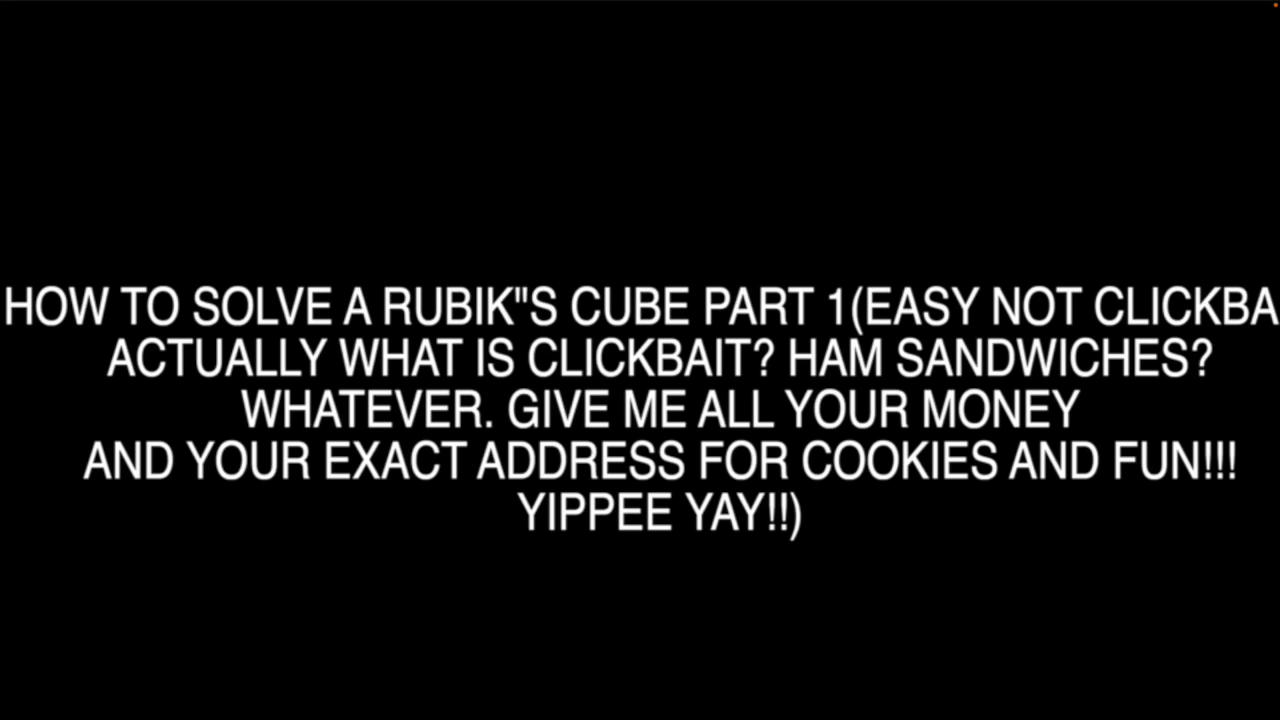 HOW TO SOLVE A RUBIK"S CUBE PART 1(EASY NOT CLICKBA
ACTUALLY WHAT IS CLICKBAIT? HAM SANDWICHES?
WHATEVER. GIVE ME ALL YOUR MONEY
AND YOUR EXACT ADDRESS FOR COOKIES AND FUN!!!
YIPPEE YAY!!)